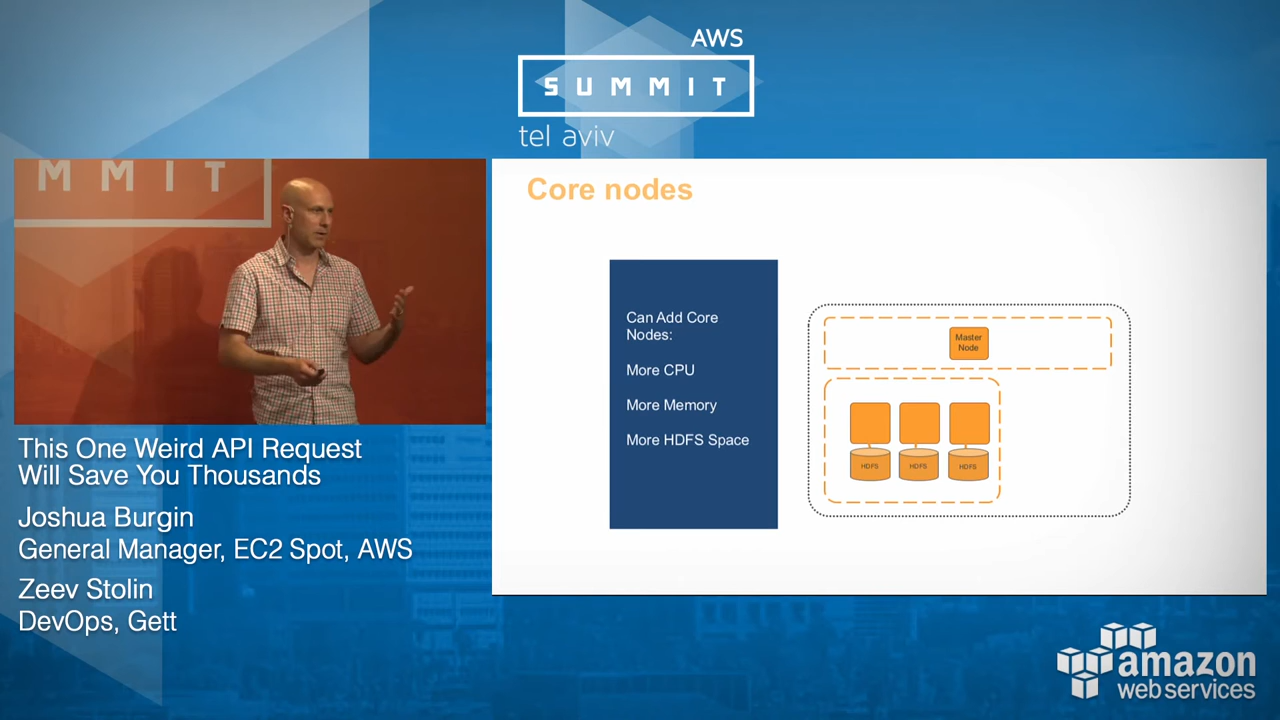 AWS
SUMMIT
tel aviv
MMIT
Core nodes
Can Add Core
Nodes:
More CPU
More Memory
More HDFS Space
Master
Node
HDFS
HDFS
HDFS
This One Weird API Request
Will Save You Thousands
Joshua Burgin
General Manager, EC2 Spot, AWS
Zeev Stolin
DevOps, Gett
amazon
web services